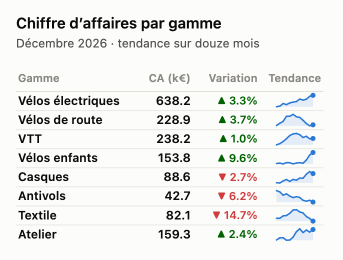 Chiffre d’affaires par gamme
Décembre 2026 · tendance sur douze mois
Gamme CA (k€) Variation Tendance
Vélos électriques 638.2 ▲ 3.3%
Vélos de route 228.9 ▲ 3.7%
VTT 238.2 ▲ 1.0%
Vélos enfants 153.8 ▲ 9.6%
Casques 88.6 ▼ 2.7%
Antivols 42.7 ▼ 6.2%
Textile 82.1 ▼ 14.7%
Atelier 159.3 ▲ 2.4%